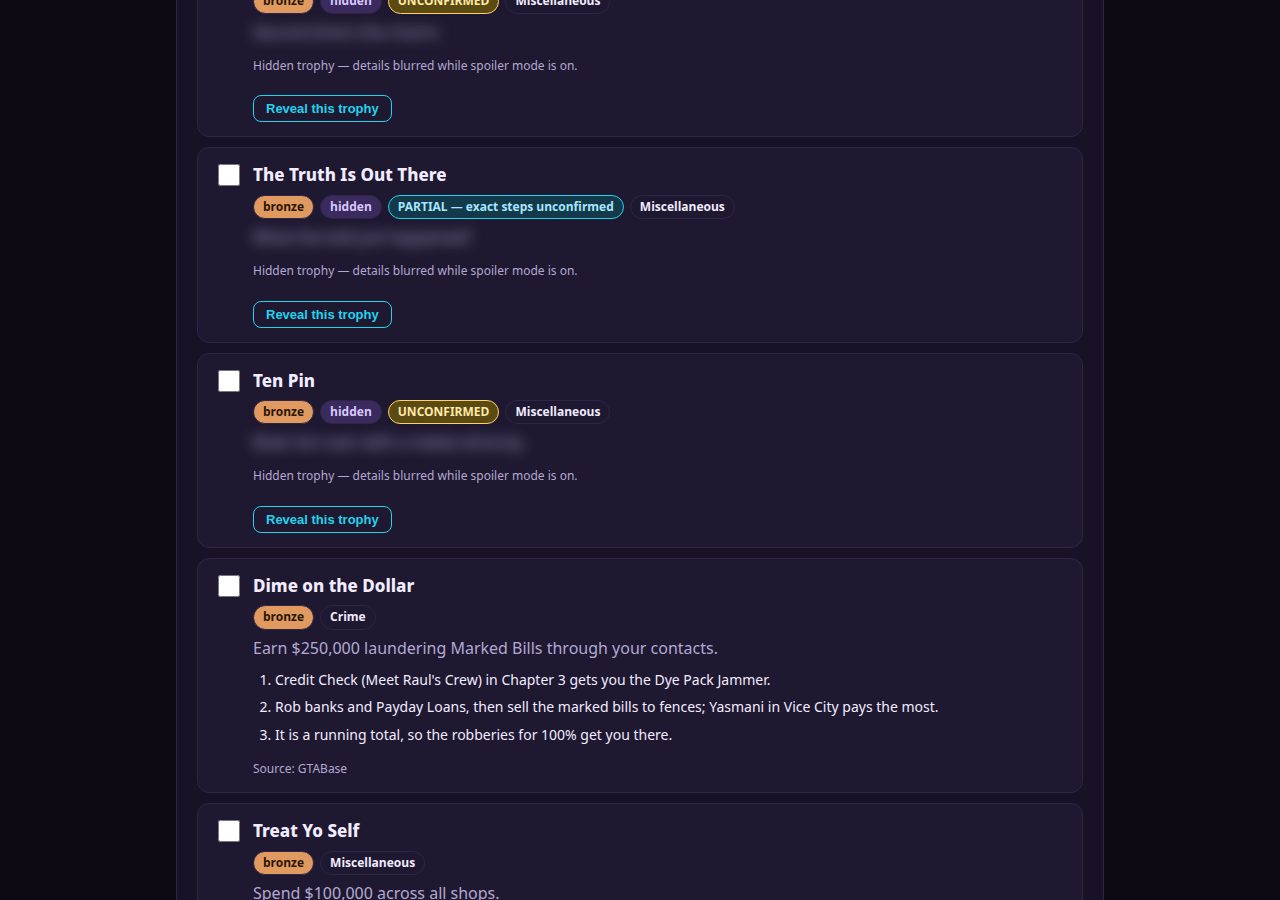 bronze hidden UNCONFIRMED Miscellaneous
Hidden trophy — details blurred while spoiler mode is on.
Reveal this trophy
The Truth Is Out There
bronze hidden PARTIAL — exact steps unconfirmed Miscellaneous
Hidden trophy — details blurred while spoiler mode is on.
Reveal this trophy
Ten Pin
bronze hidden UNCONFIRMED Miscellaneous
Hidden trophy — details blurred while spoiler mode is on.
Reveal this trophy
Dime on the Dollar
bronze Crime
Earn $250,000 laundering Marked Bills through your contacts.
1. Credit Check (Meet Raul's Crew) in Chapter 3 gets you the Dye Pack Jammer.
2. Rob banks and Payday Loans, then sell the marked bills to fences; Yasmani in Vice City pays the most.
3. It is a running total, so the robberies for 100% get you there.
Source: GTABase
Treat Yo Self
bronze Miscellaneous
Spend $100,000 across all shops.